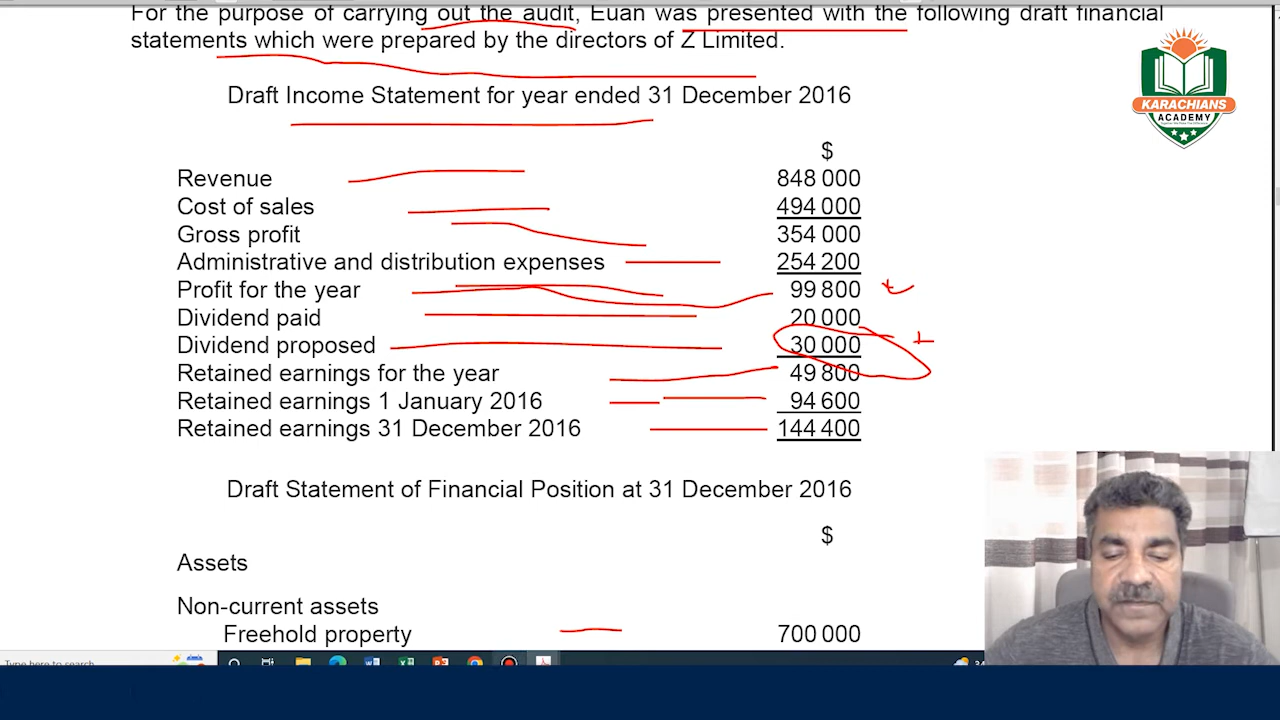 For the purpose of carrying out the audit, Euan was presented with the following draft financial
statements which were prepared by the directors of Z Limited.
KARACHIANS
ACADEMY
Draft Income Statement for year ended 31 December 2016
$
Revenue 848 000
Cost of sales 494 000
Gross profit 354 000
Administrative and distribution expenses 254 200
Profit for the year 99 800
Dividend paid 20 000
Dividend proposed 30 000
Retained earnings for the year 49 800
Retained earnings 1 January 2016 94 600
Retained earnings 31 December 2016 144 400
Draft Statement of Financial Position at 31 December 2016
$
Assets
Non-current assets
Freehold property 700 000